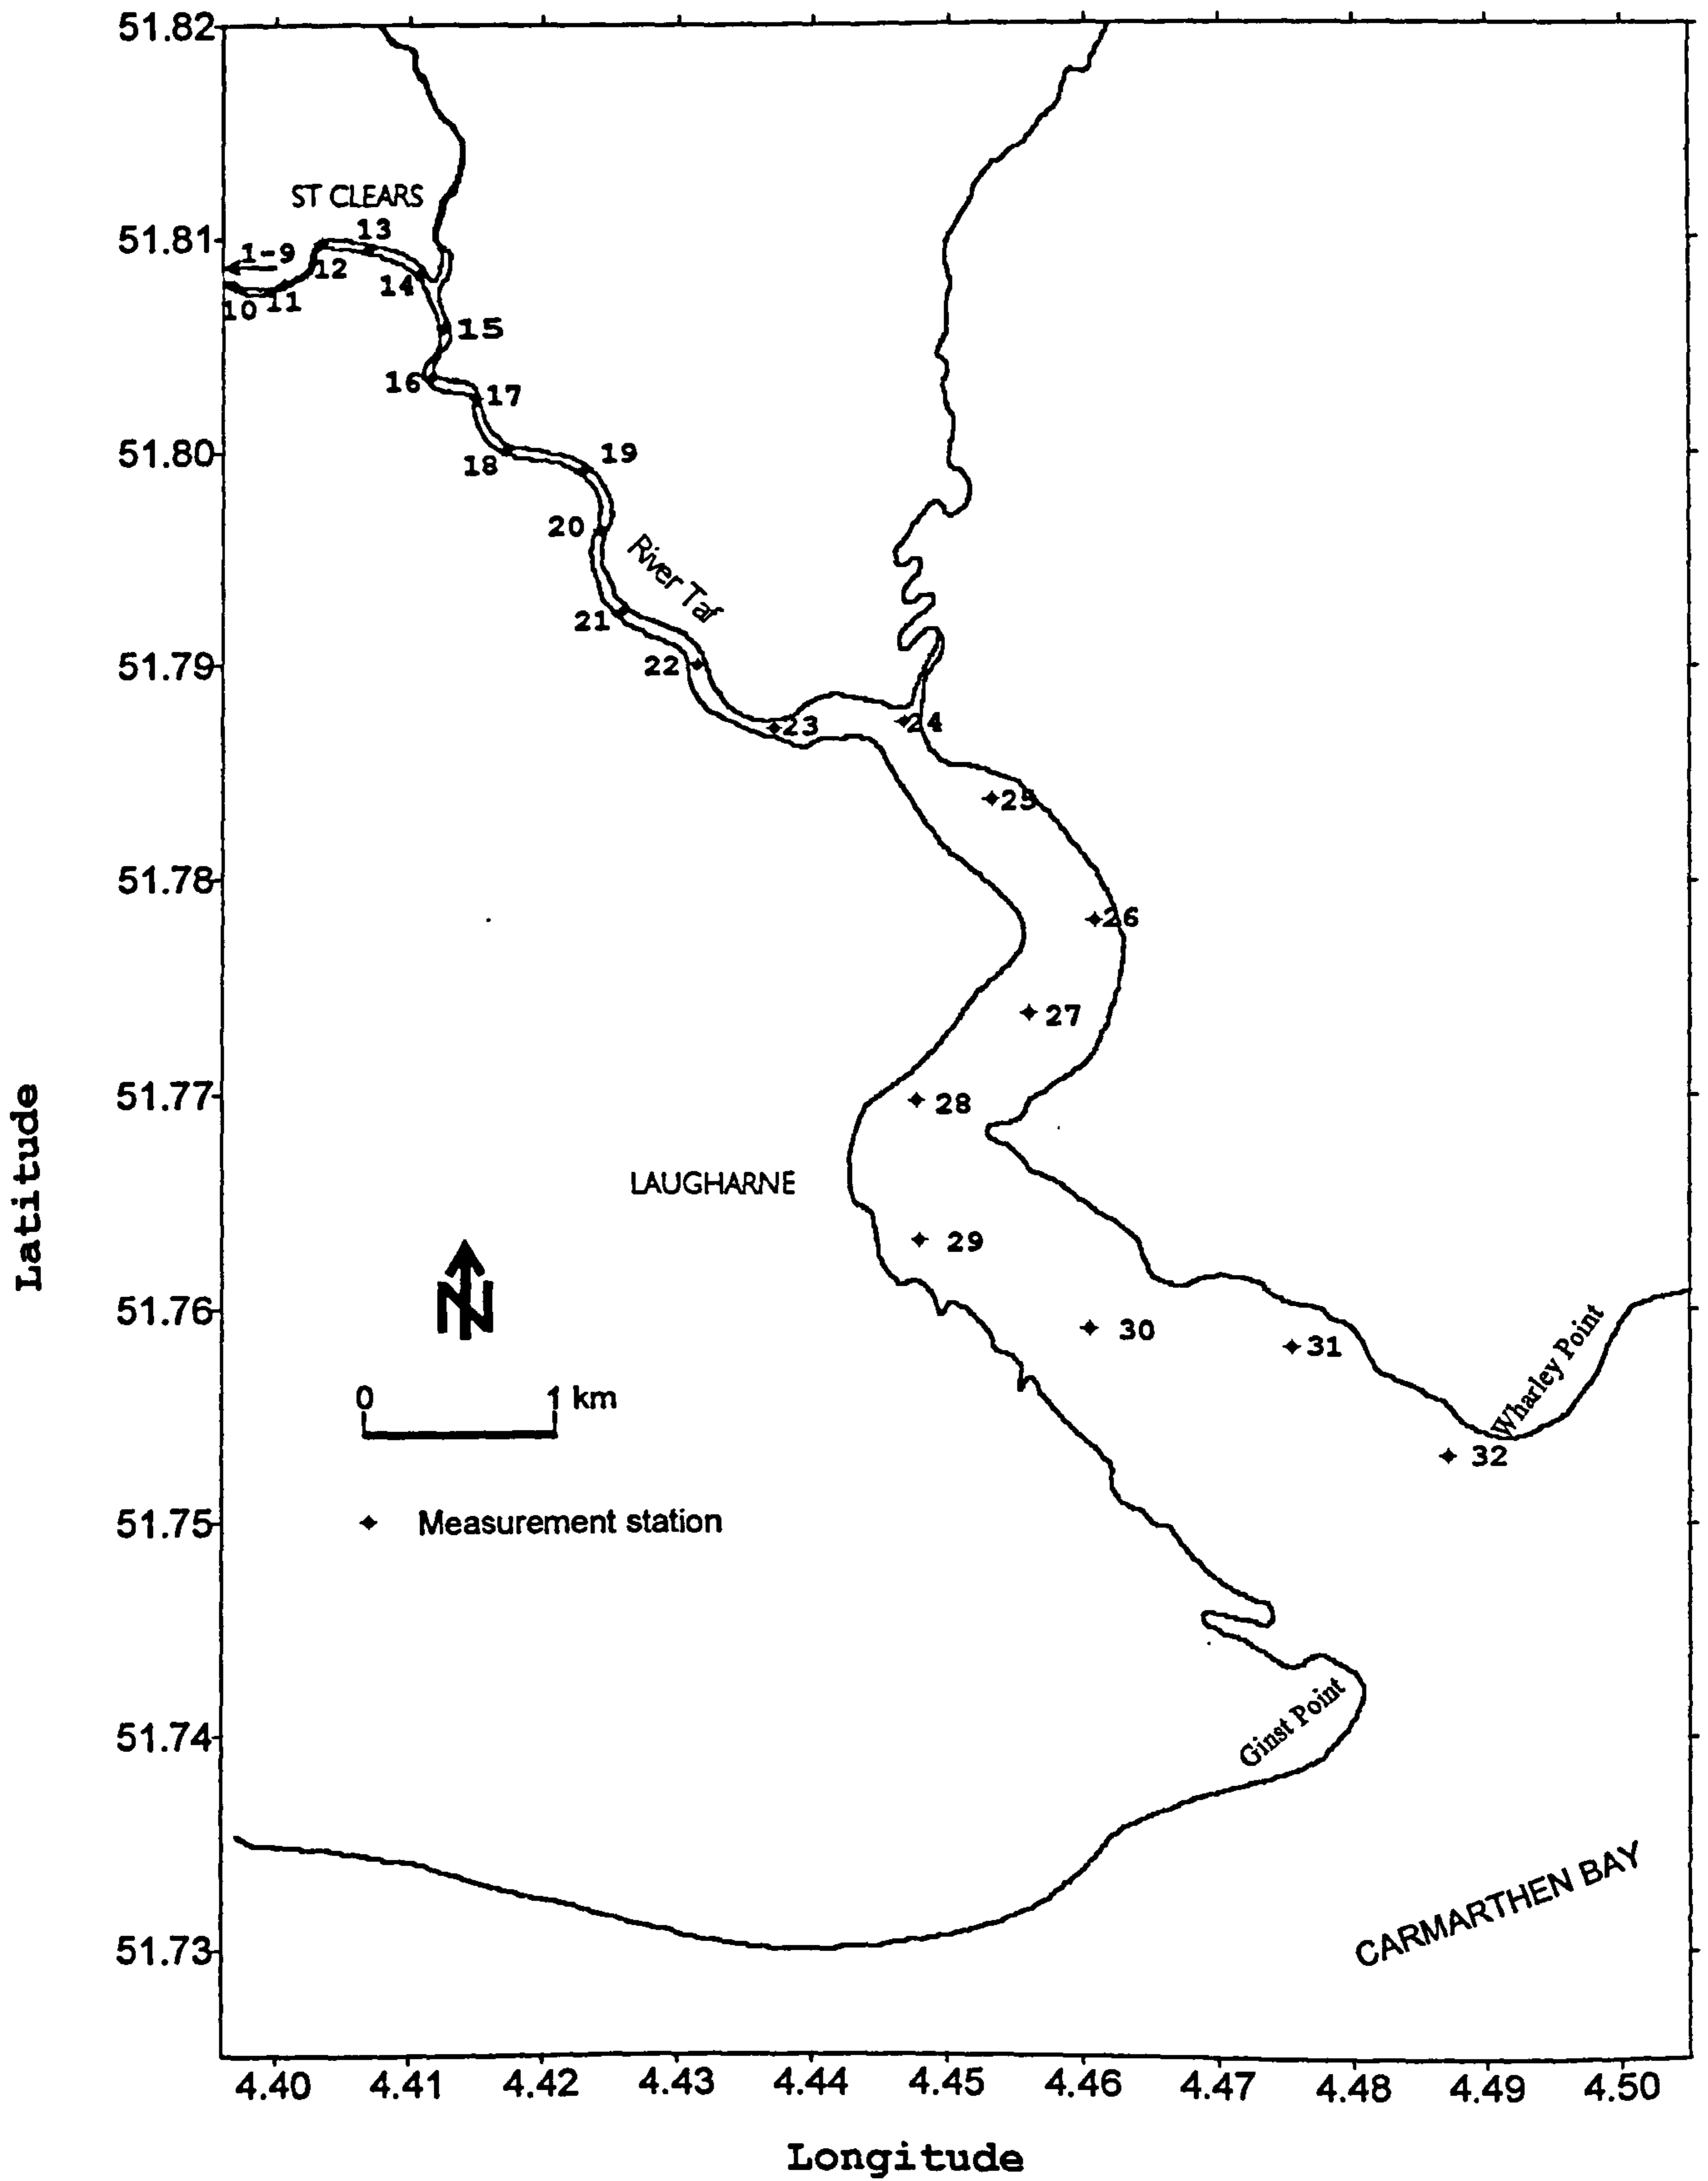 51.82
ST CLEARS
13
51.81
1-9
12
14
10
11
15
16
17
51.80
19
18
20
River Taf
21
51.79
22
23
24
25
51.78
26
27
51.77
28
LAUGHARNE
29
N
51.76
30
31
Wharley Point
0 1 km
32
51.75
Measurement station
Ginst Point
51.74
CARMARTHEN BAY
51.73
Latitude
4.40 4.41 4.42 4.43 4.44 4.45 4.46 4.47 4.48 4.49 4.50
Longitude